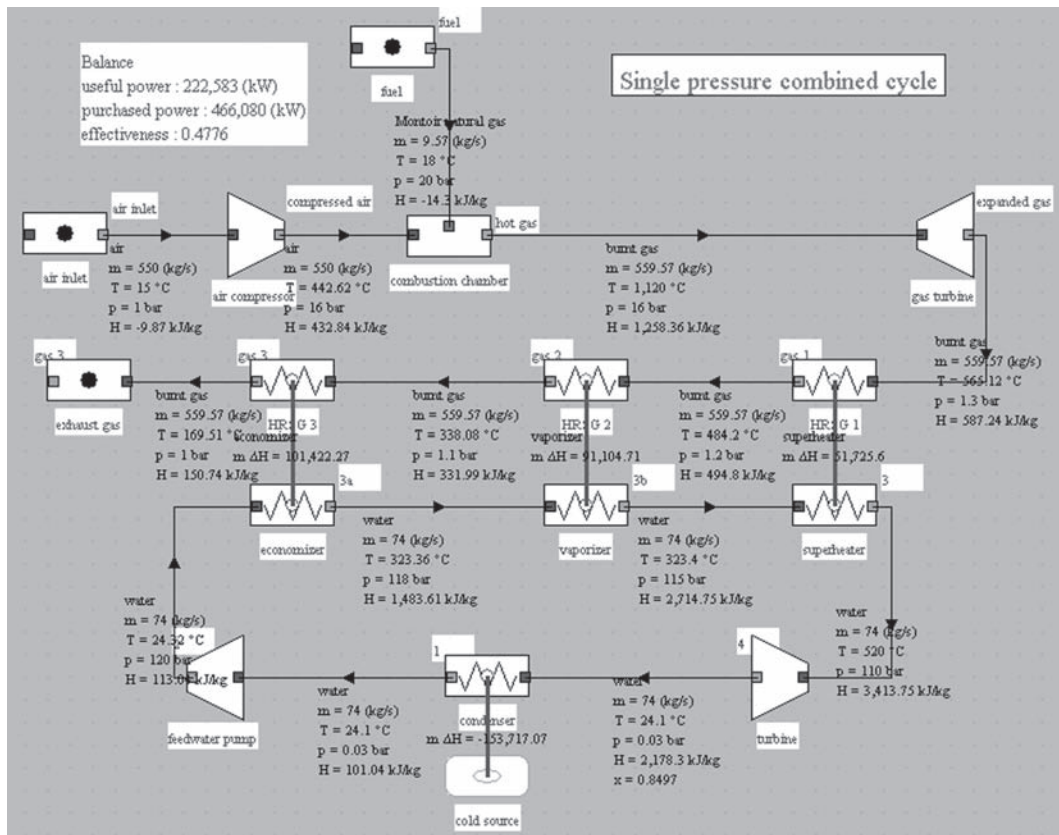 fuel
Balance
useful power : 222,583 (kW)
purchased power : 466,080 (kW)
effectiveness : 0.4776
Single pressure combined cycle
fuel
Montoir natural gas
m = 9.57 (kg/s)
T = 18 °C
p = 20 bar
H = -14.3 kJ/kg
air inlet
compressed air
hot gas
expanded gas
air inlet
air
m = 550 (kg/s)
T = 15 °C
p = 1 bar
H = -9.87 kJ/kg
air compressor
air
m = 550 (kg/s)
T = 442.62 °C
p = 16 bar
H = 432.84 kJ/kg
combustion chamber
burnt gas
m = 559.57 (kg/s)
T = 1,120 °C
p = 16 bar
H = 1,258.36 kJ/kg
gas turbine
burnt gas
m = 559.57 (kg/s)
T = 565.12 °C
p = 1.3 bar
H = 587.24 kJ/kg
gas 3
gas 3
gas 2
gas 1
exhaust gas
burnt gas
m = 559.57 (kg/s)
T = 169.51 °C
p = 1 bar
H = 150.74 kJ/kg
HRSG 3
economizer
m ΔH = 101,422.27
burnt gas
m = 559.57 (kg/s)
T = 338.08 °C
p = 1.1 bar
H = 331.99 kJ/kg
HRSG 2
vaporizer
m ΔH = 91,104.71
burnt gas
m = 559.57 (kg/s)
T = 484.2 °C
p = 1.2 bar
H = 494.8 kJ/kg
HRSG 1
superheater
m ΔH = 51,725.6
3a
3b
3
economizer
water
m = 74 (kg/s)
T = 323.36 °C
p = 118 bar
H = 1,483.61 kJ/kg
vaporizer
water
m = 74 (kg/s)
T = 323.4 °C
p = 115 bar
H = 2,714.75 kJ/kg
superheater
water
m = 74 (kg/s)
T = 24.32 °C
p = 120 bar
H = 113.04 kJ/kg
water
m = 74 (kg/s)
T = 520 °C
p = 110 bar
H = 3,413.75 kJ/kg
1
4
feedwater pump
water
m = 74 (kg/s)
T = 24.1 °C
p = 0.03 bar
H = 101.04 kJ/kg
condenser
m ΔH = -153,717.07
water
m = 74 (kg/s)
T = 24.1 °C
p = 0.03 bar
H = 2,178.3 kJ/kg
x = 0.8497
turbine
cold source